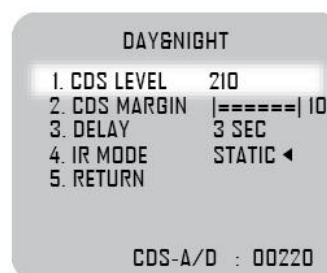 DAY&NIGHT
1. CDS LEVEL 210
2. CDS MARGIN |======| 10
3. DELAY 3 SEC
4. IR MODE STATIC ◄
5. RETURN
CDS-A/D : 00220